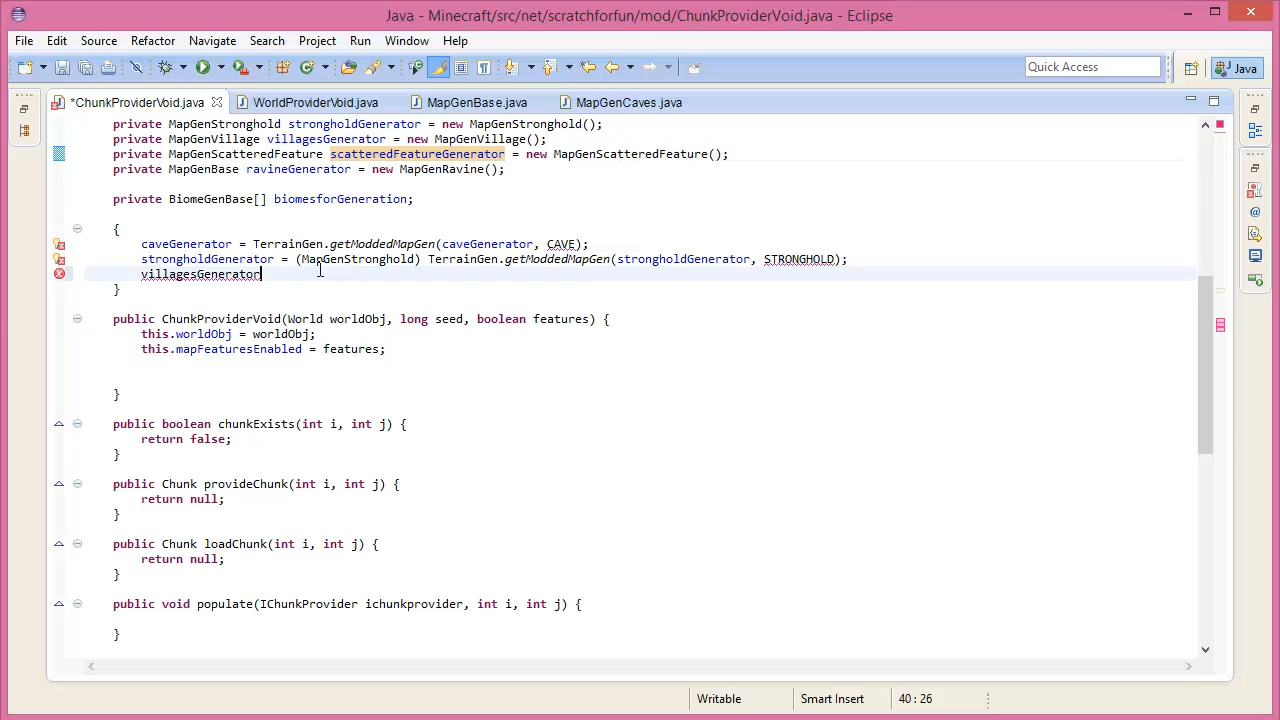 Java - Minecraft/src/net/scratchforfun/mod/ChunkProviderVoid.java - Eclipse
File Edit Source Refactor Navigate Search Project Run Window Help
Quick Access Java
*ChunkProviderVoid.java WorldProviderVoid.java MapGenBase.java MapGenCaves.java
private MapGenStronghold strongholdGenerator = new MapGenStronghold();
private MapGenVillage villagesGenerator = new MapGenVillage();
private MapGenScatteredFeature scatteredFeatureGenerator = new MapGenScatteredFeature();
private MapGenBase ravineGenerator = new MapGenRavine();
private BiomeGenBase[] biomesforGeneration;
{
caveGenerator = TerrainGen.getModdedMapGen(caveGenerator, CAVE);
strongholdGenerator = (MapGenStronghold) TerrainGen.getModdedMapGen(strongholdGenerator, STRONGHOLD);
villagesGenerator
}
public ChunkProviderVoid(World worldObj, long seed, boolean features) {
this.worldObj = worldObj;
this.mapFeaturesEnabled = features;
}
public boolean chunkExists(int i, int j) {
return false;
}
public Chunk provideChunk(int i, int j) {
return null;
}
public Chunk loadChunk(int i, int j) {
return null;
}
public void populate(IChunkProvider ichunkprovider, int i, int j) {
}
Writable Smart Insert 40 : 26